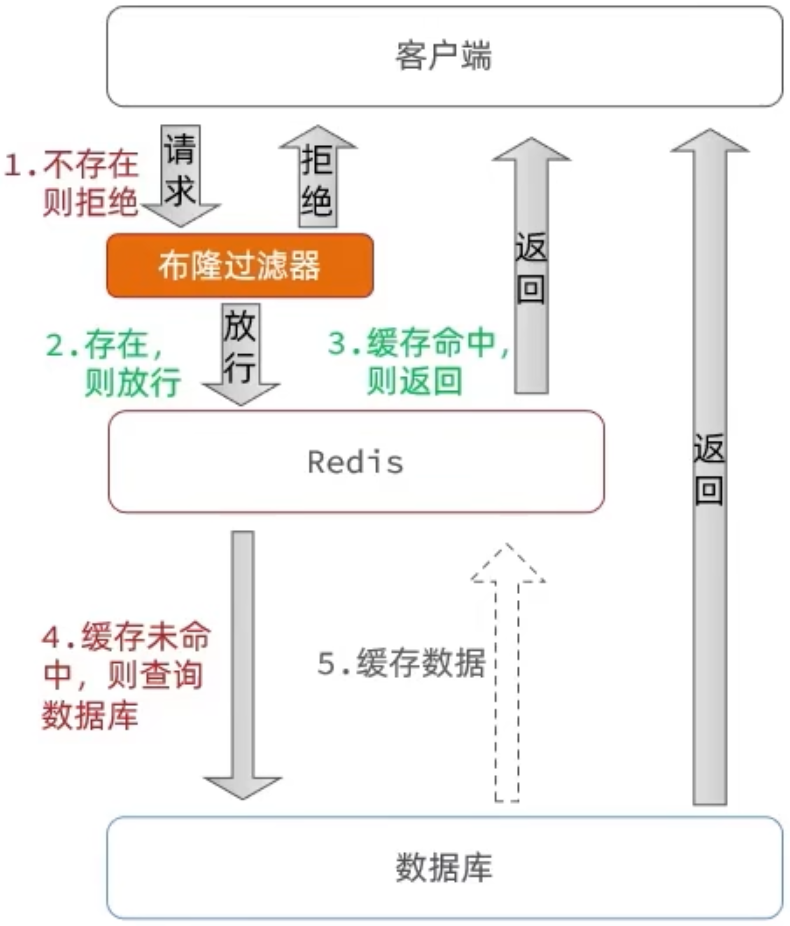 客户端
1.不存在
则拒绝
请
求
拒
绝
布隆过滤器
返
回
2.存在,
则放行
放
行
3.缓存命中,
则返回
Redis
返
回
4.缓存未命
中，则查询
数据库
5.缓存数据
数据库